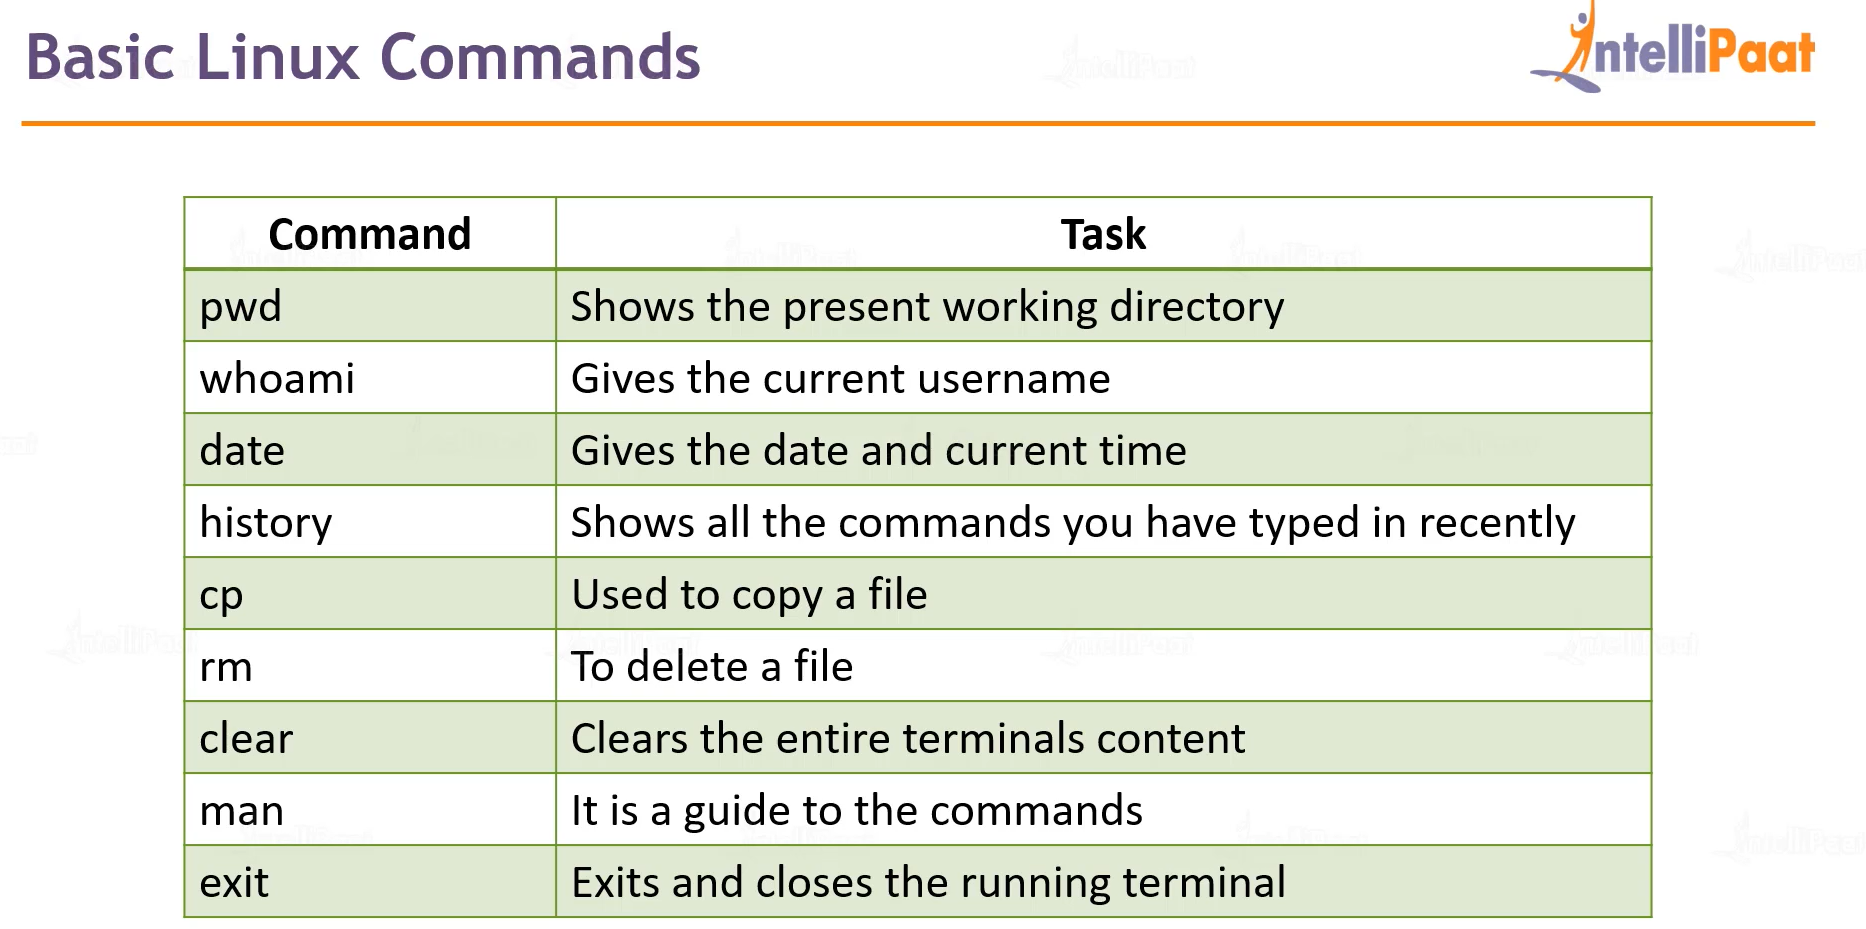 Basic Linux Commands
IntelliPaat
Command Task
pwd Shows the present working directory
whoami Gives the current username
date Gives the date and current time
history Shows all the commands you have typed in recently
cp Used to copy a file
rm To delete a file
clear Clears the entire terminals content
man It is a guide to the commands
exit Exits and closes the running terminal